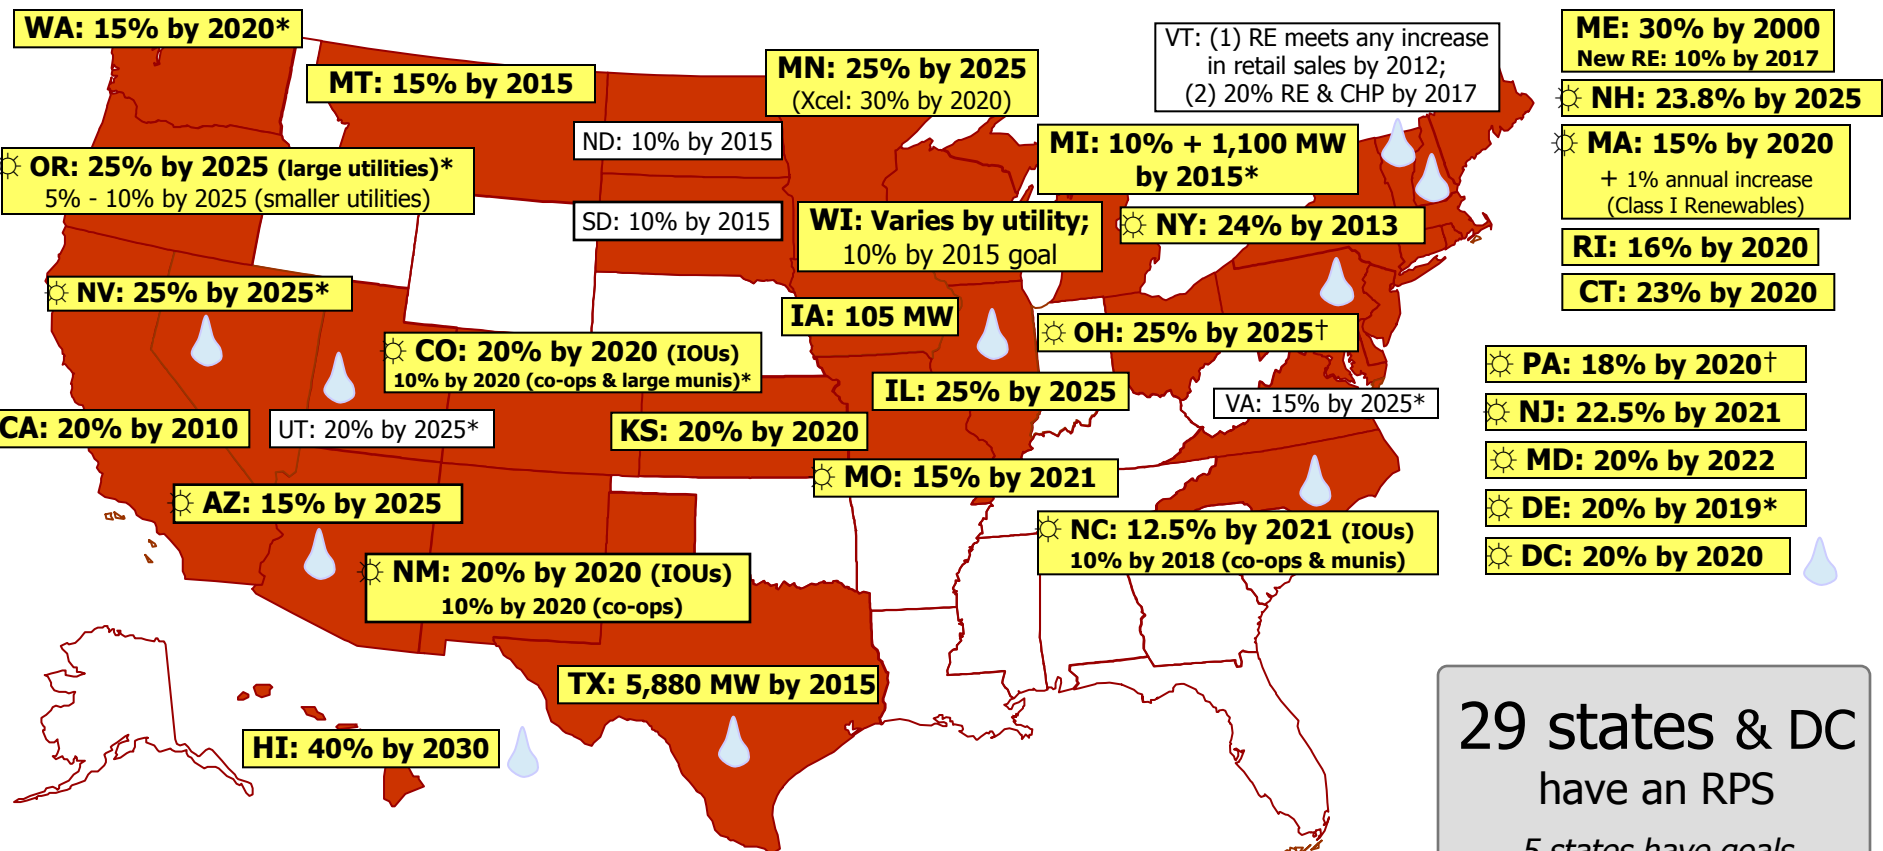 WA: 15% by 2020*
MT: 15% by 2015
MN: 25% by 2025
(Xcel: 30% by 2020)
VT: (1) RE meets any increase
in retail sales by 2012;
(2) 20% RE & CHP by 2017
ME: 30% by 2000
New RE: 10% by 2017
☼ NH: 23.8% by 2025
☼ MA: 15% by 2020
+ 1% annual increase
(Class I Renewables)
RI: 16% by 2020
CT: 23% by 2020
ND: 10% by 2015
☼ OR: 25% by 2025 (large utilities)*
5% - 10% by 2025 (smaller utilities)
MI: 10% + 1,100 MW
by 2015*
SD: 10% by 2015
WI: Varies by utility;
10% by 2015 goal
☼ NY: 24% by 2013
☼ NV: 25% by 2025*
IA: 105 MW
☼ OH: 25% by 2025†
☼ CO: 20% by 2020 (IOUs)
10% by 2020 (co-ops & large munis)*
IL: 25% by 2025
VA: 15% by 2025*
CA: 20% by 2010
UT: 20% by 2025*
KS: 20% by 2020
☼ MO: 15% by 2021
☼ AZ: 15% by 2025
☼ NC: 12.5% by 2021 (IOUs)
10% by 2018 (co-ops & munis)
☼ NM: 20% by 2020 (IOUs)
10% by 2020 (co-ops)
TX: 5,880 MW by 2015
HI: 40% by 2030
☼ PA: 18% by 2020†
☼ NJ: 22.5% by 2021
☼ MD: 20% by 2022
☼ DE: 20% by 2019*
☼ DC: 20% by 2020
29 states & DC
have an RPS
5 states have goals